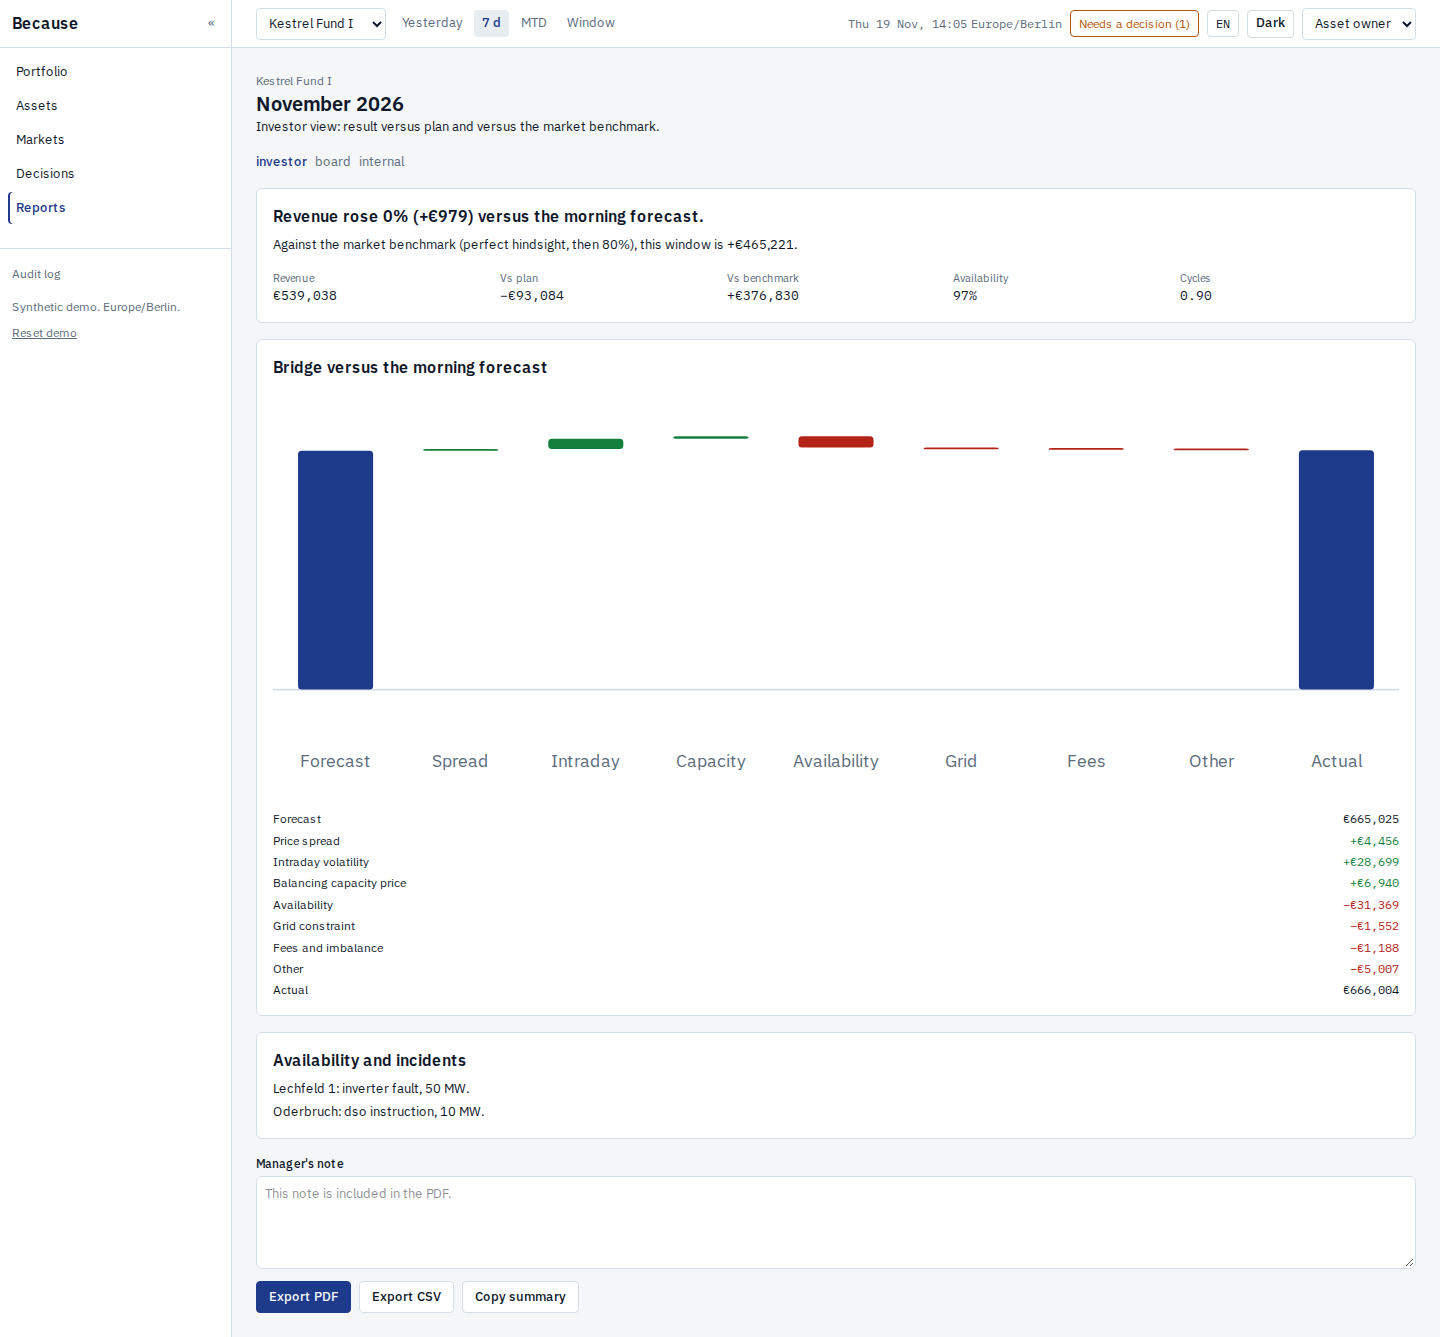 Because «
Kestrel Fund I Yesterday 7 d MTD Window Thu 19 Nov, 14:05 Europe/Berlin Needs a decision (1) EN Dark Asset owner
Portfolio
Assets
Markets
Decisions
Reports
Audit log
Synthetic demo. Europe/Berlin.
Reset demo
Kestrel Fund I
November 2026
Investor view: result versus plan and versus the market benchmark.
investor board internal
Revenue rose 0% (+€979) versus the morning forecast.
Against the market benchmark (perfect hindsight, then 80%), this window is +€465,221.
Revenue Vs plan Vs benchmark Availability Cycles
€539,038 −€93,084 +€376,830 97% 0.90
Bridge versus the morning forecast
Forecast Spread Intraday Capacity Availability Grid Fees Other Actual
Forecast €665,025
Price spread +€4,456
Intraday volatility +€28,699
Balancing capacity price +€6,940
Availability −€31,369
Grid constraint −€1,552
Fees and imbalance −€1,188
Other −€5,007
Actual €666,004
Availability and incidents
Lechfeld 1: inverter fault, 50 MW.
Oderbruch: dso instruction, 10 MW.
Manager's note
This note is included in the PDF.
Export PDF Export CSV Copy summary